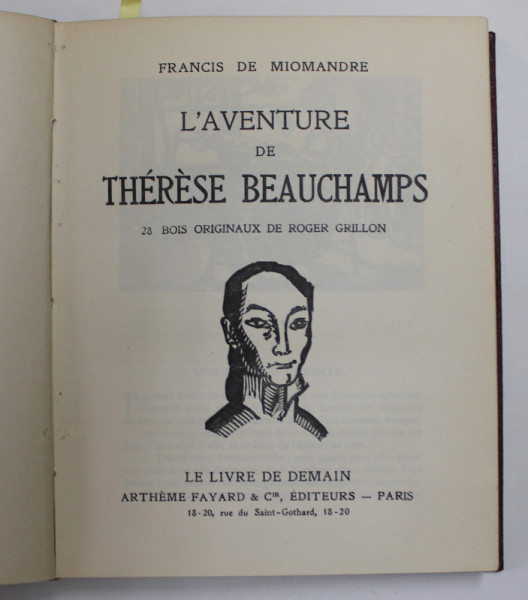 FRANCIS DE MIOMANDRE
L'AVENTURE
DE
THÉRÈSE BEAUCHAMPS
28 BOIS ORIGINAUX DE ROGER GRILLON
LE LIVRE DE DEMAIN
ARTHÈME FAYARD & Cie, ÉDITEURS — PARIS
18-20, rue du Saint-Gothard, 18-20